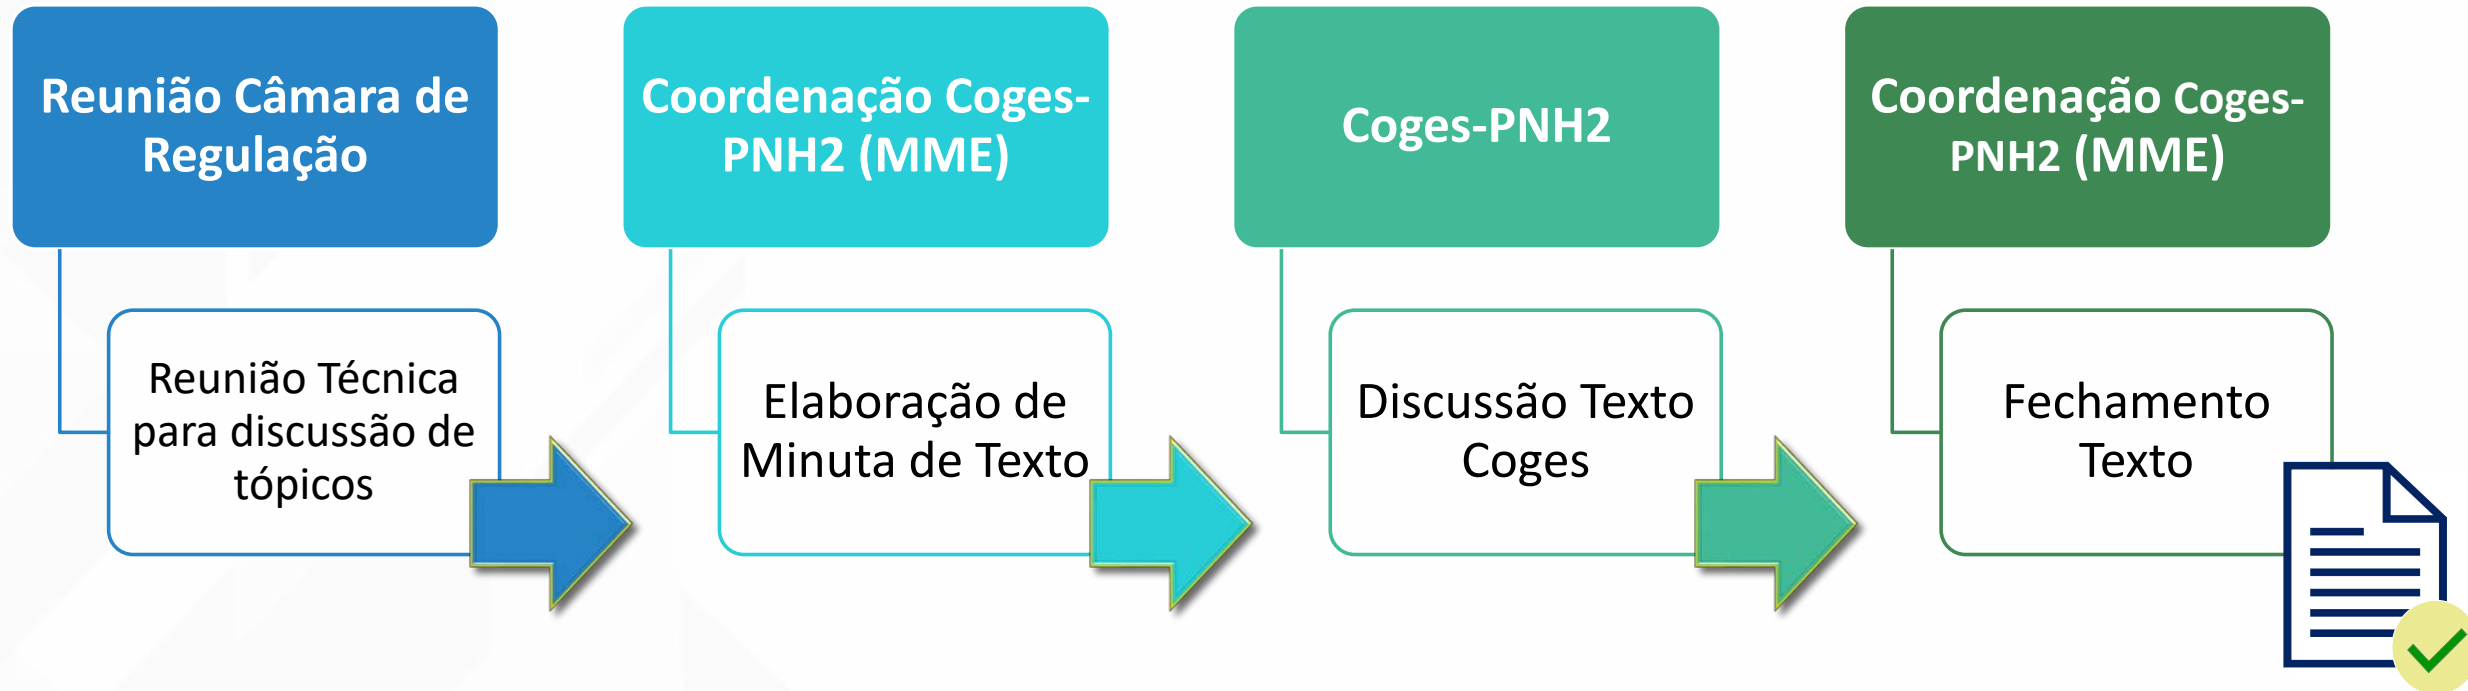 Reunião Câmara de
Regulação
Reunião Técnica
para discussão de
tópicos
Coordenação Coges-
PNH2 (MME)
Elaboração de
Minuta de Texto
Coges-PNH2
Discussão Texto
Coges
Coordenação Coges-
PNH2 (MME)
Fechamento
Texto